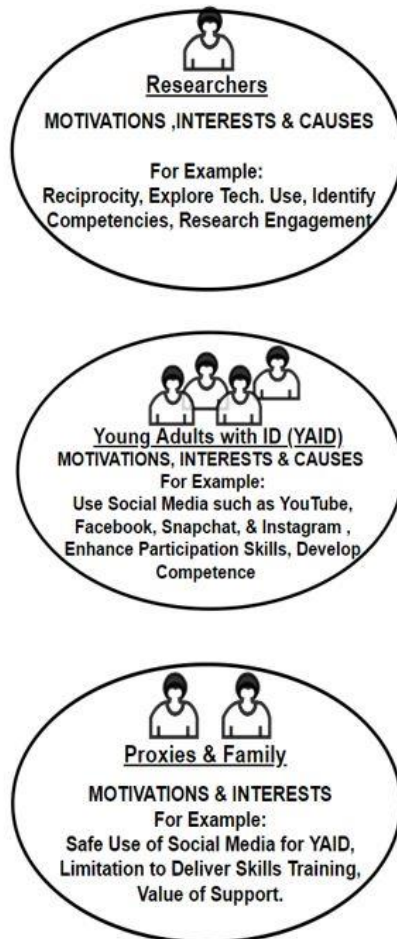 Researchers
MOTIVATIONS ,INTERESTS & CAUSES
For Example:
Reciprocity, Explore Tech. Use, Identify
Competencies, Research Engagement
Young Adults with ID (YAID)
MOTIVATIONS, INTERESTS & CAUSES
For Example:
Use Social Media such as YouTube,
Facebook, Snapchat, & Instagram ,
Enhance Participation Skills, Develop
Competence
Proxies & Family
MOTIVATIONS & INTERESTS
For Example:
Safe Use of Social Media for YAID,
Limitation to Deliver Skills Training,
Value of Support.